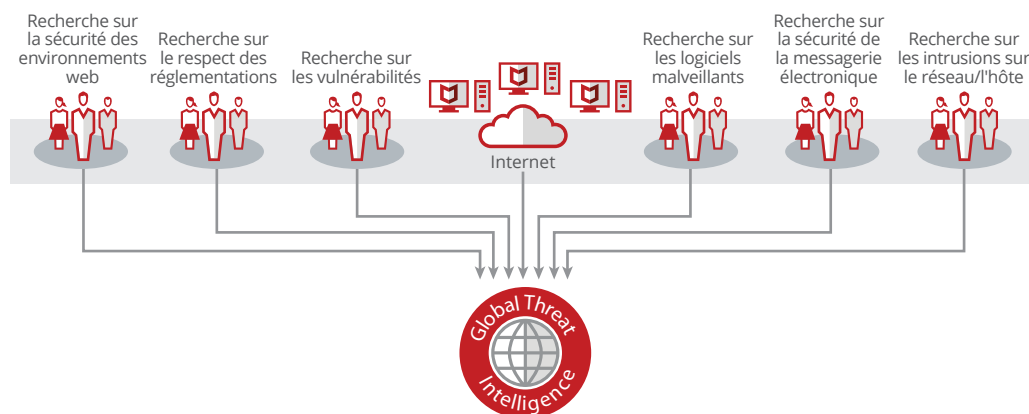 Recherche sur
la sécurité des
environnements
web
Recherche sur
le respect des
réglementations
Recherche sur
les vulnérabilités
Internet
Recherche sur
les logiciels
malveillants
Recherche sur
la sécurité de
la messagerie
électronique
Recherche sur
les intrusions sur
le réseau/l'hôte
Global Threat
Intelligence